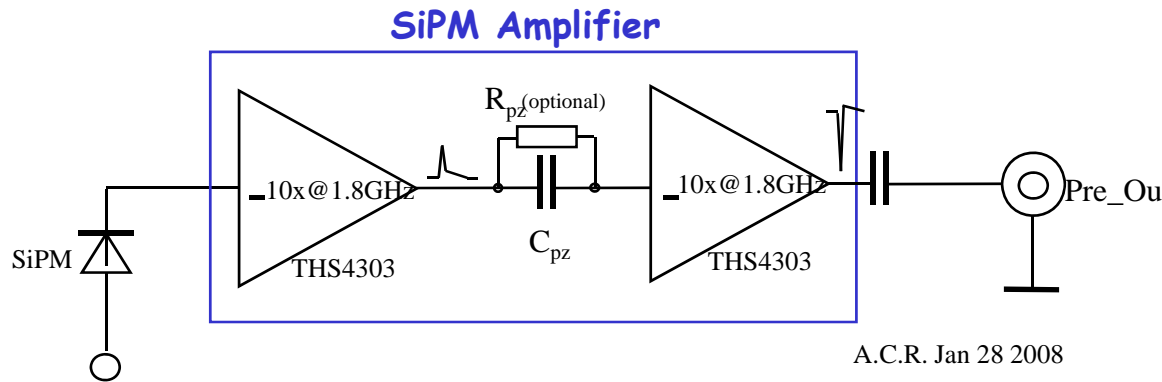 SiPM Amplifier
R_pz(optional)
-10x@1.8GHz
-10x@1.8GHz
Pre_Ou
C_pz
SiPM
THS4303
THS4303
A.C.R. Jan 28 2008